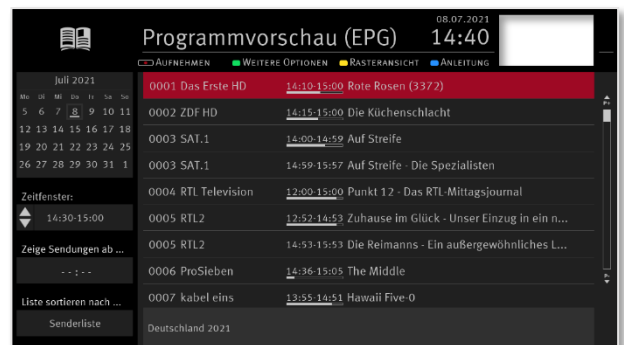 Programmvorschau (EPG)
08.07.2021
14:40
AUFNEHMEN WEITERE OPTIONEN RASTERANSICHT ANLEITUNG
Juli 2021
Mo Di Mi Do Fr Sa So
5 6 7 8 9 10 11
12 13 14 15 16 17 18
19 20 21 22 23 24 25
26 27 28 29 30 31 1
Zeitfenster:
14:30-15:00
Zeige Sendungen ab ...
--:--
Liste sortieren nach ...
Senderliste
0001 Das Erste HD 14:10-15:00 Rote Rosen (3372)
0002 ZDF HD 14:15-15:00 Die Küchenschlacht
0003 SAT.1 14:00-14:59 Auf Streife
0003 SAT.1 14:59-15:57 Auf Streife - Die Spezialisten
0004 RTL Television 12:00-15:00 Punkt 12 - Das RTL-Mittagsjournal
0005 RTL2 12:52-14:53 Zuhause im Glück - Unser Einzug in ein n...
0005 RTL2 14:53-15:53 Die Reimanns - Ein außergewöhnliches L...
0006 ProSieben 14:36-15:05 The Middle
0007 kabel eins 13:55-14:51 Hawaii Five-0
Deutschland 2021